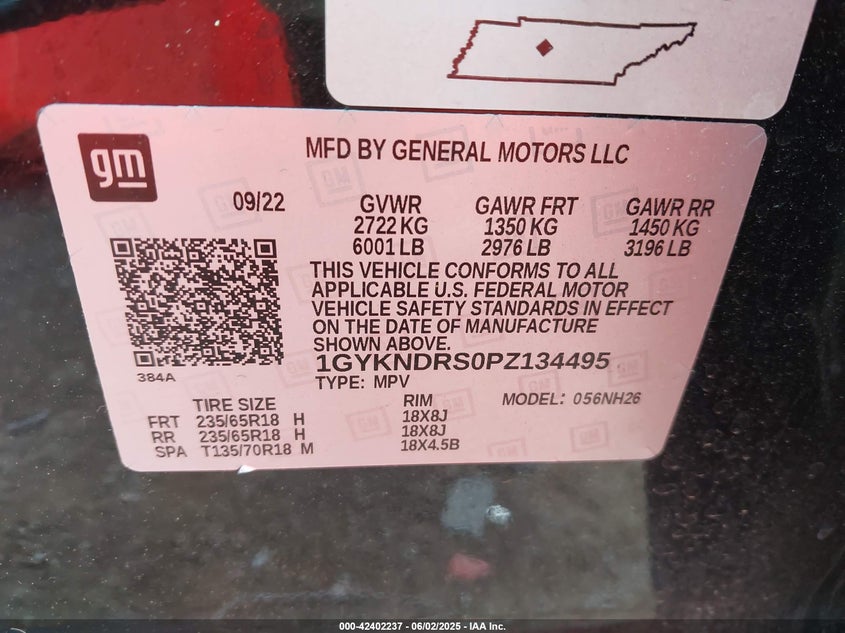 gm
MFD BY GENERAL MOTORS LLC
09/22
GVWR GAWR FRT GAWR RR
2722 KG 1350 KG 1450 KG
6001 LB 2976 LB 3196 LB
THIS VEHICLE CONFORMS TO ALL
APPLICABLE U.S. FEDERAL MOTOR
VEHICLE SAFETY STANDARDS IN EFFECT
ON THE DATE OF MANUFACTURE
SHOWN ABOVE.
1GYKNDRS0PZ134495
384A
TYPE: MPV
TIRE SIZE RIM MODEL: 056NH26
FRT 235/65R18 H 18X8J
RR 235/65R18 H 18X8J
SPA T135/70R18 M 18X4.5B
000-42402237 - 06/02/2025 - IAA Inc.